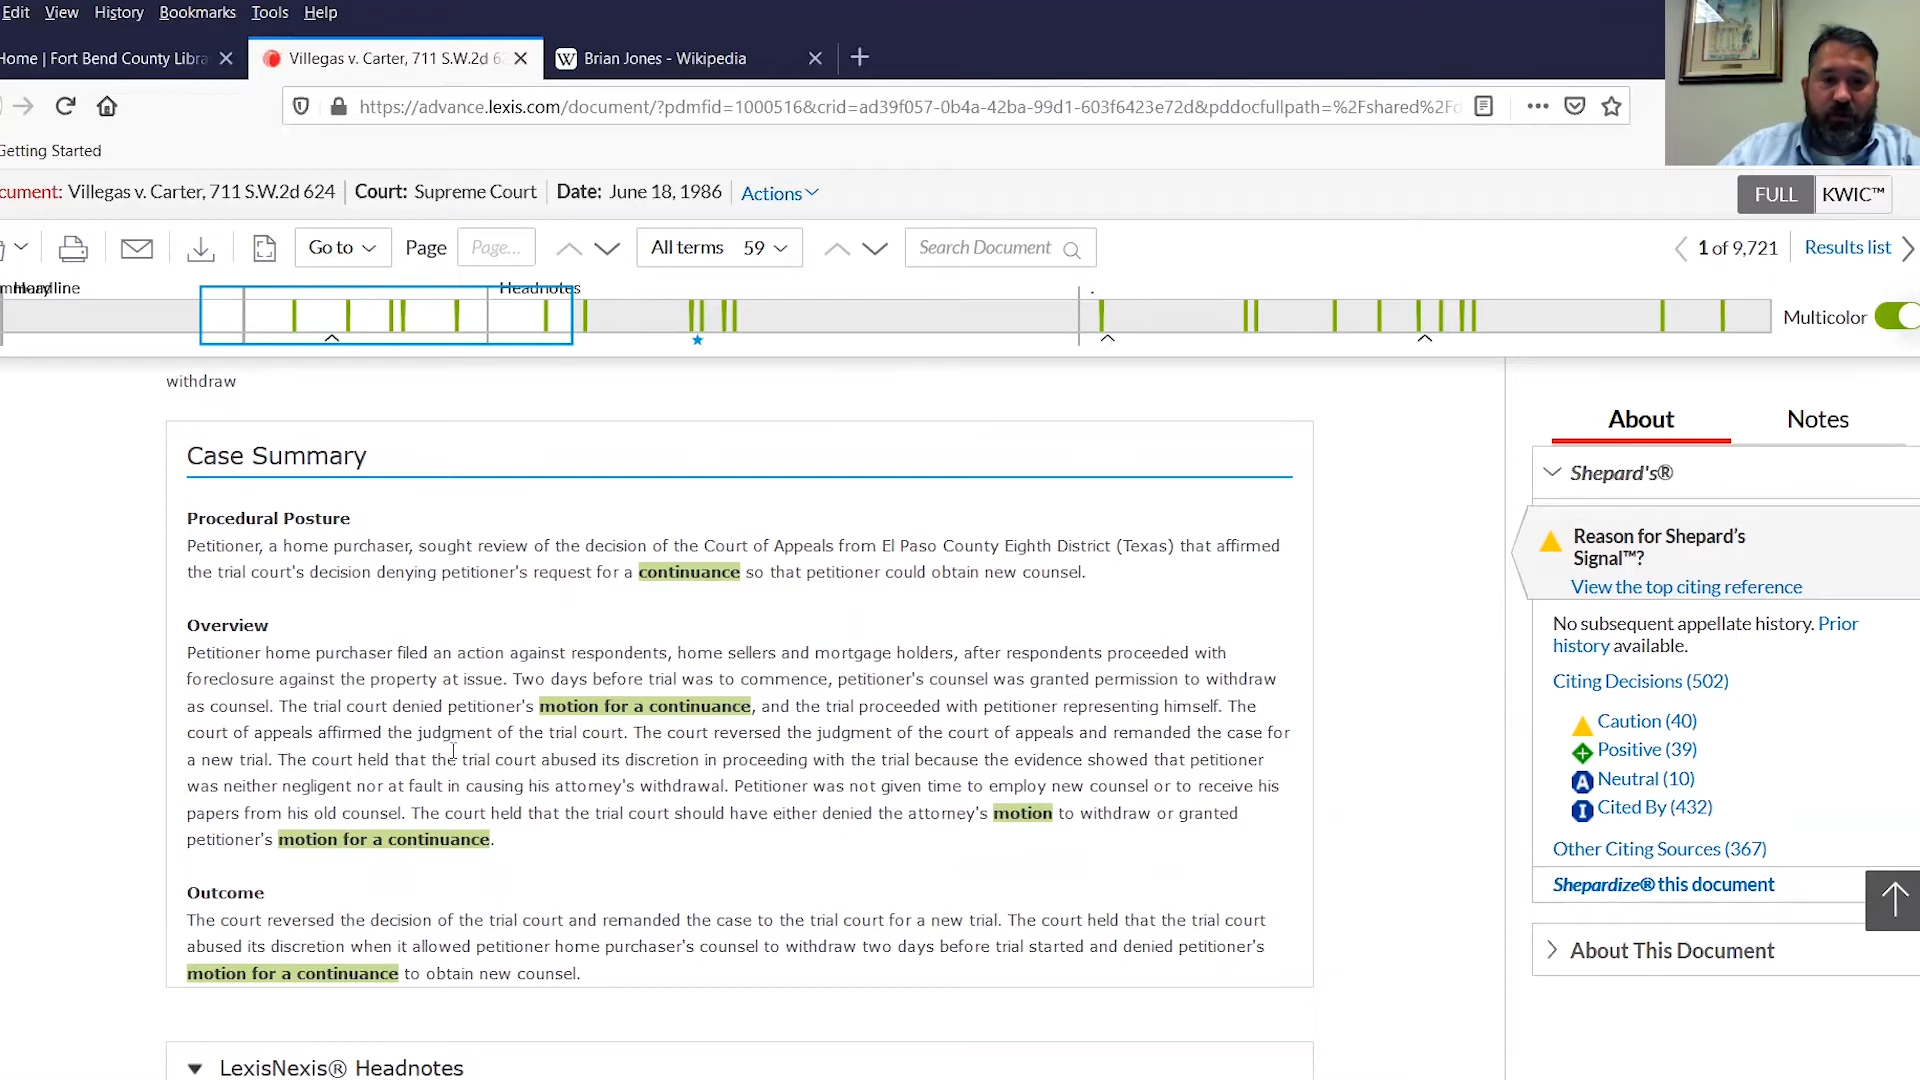 Edit View History Bookmarks Tools Help
Home | Fort Bend County Libra
Villegas v. Carter, 711 S.W.2d 6
Brian Jones - Wikipedia
https://advance.lexis.com/document/?pdmfid=1000516&crid=ad39f057-0b4a-42ba-99d1-603f6423e72d&pddocfullpath=%2Fshared%2Fd
Getting Started
cument: Villegas v. Carter, 711 S.W.2d 624 Court: Supreme Court Date: June 18, 1986 Actions
FULL KWIC™
Go to Page Page... All terms 59 Search Document 1 of 9,721 Results list
Headnotes
Multicolor
withdraw
Case Summary
Procedural Posture
Petitioner, a home purchaser, sought review of the decision of the Court of Appeals from El Paso County Eighth District (Texas) that affirmed
the trial court's decision denying petitioner's request for a continuance so that petitioner could obtain new counsel.
Overview
Petitioner home purchaser filed an action against respondents, home sellers and mortgage holders, after respondents proceeded with
foreclosure against the property at issue. Two days before trial was to commence, petitioner's counsel was granted permission to withdraw
as counsel. The trial court denied petitioner's motion for a continuance, and the trial proceeded with petitioner representing himself. The
court of appeals affirmed the judgment of the trial court. The court reversed the judgment of the court of appeals and remanded the case for
a new trial. The court held that the trial court abused its discretion in proceeding with the trial because the evidence showed that petitioner
was neither negligent nor at fault in causing his attorney's withdrawal. Petitioner was not given time to employ new counsel or to receive his
papers from his old counsel. The court held that the trial court should have either denied the attorney's motion to withdraw or granted
petitioner's motion for a continuance.
Outcome
The court reversed the decision of the trial court and remanded the case to the trial court for a new trial. The court held that the trial court
abused its discretion when it allowed petitioner home purchaser's counsel to withdraw two days before trial started and denied petitioner's
motion for a continuance to obtain new counsel.
LexisNexis® Headnotes
About Notes
Shepard's®
Reason for Shepard's
Signal™?
View the top citing reference
No subsequent appellate history. Prior
history available.
Citing Decisions (502)
Caution (40)
Positive (39)
A Neutral (10)
I Cited By (432)
Other Citing Sources (367)
Shepardize® this document
About This Document